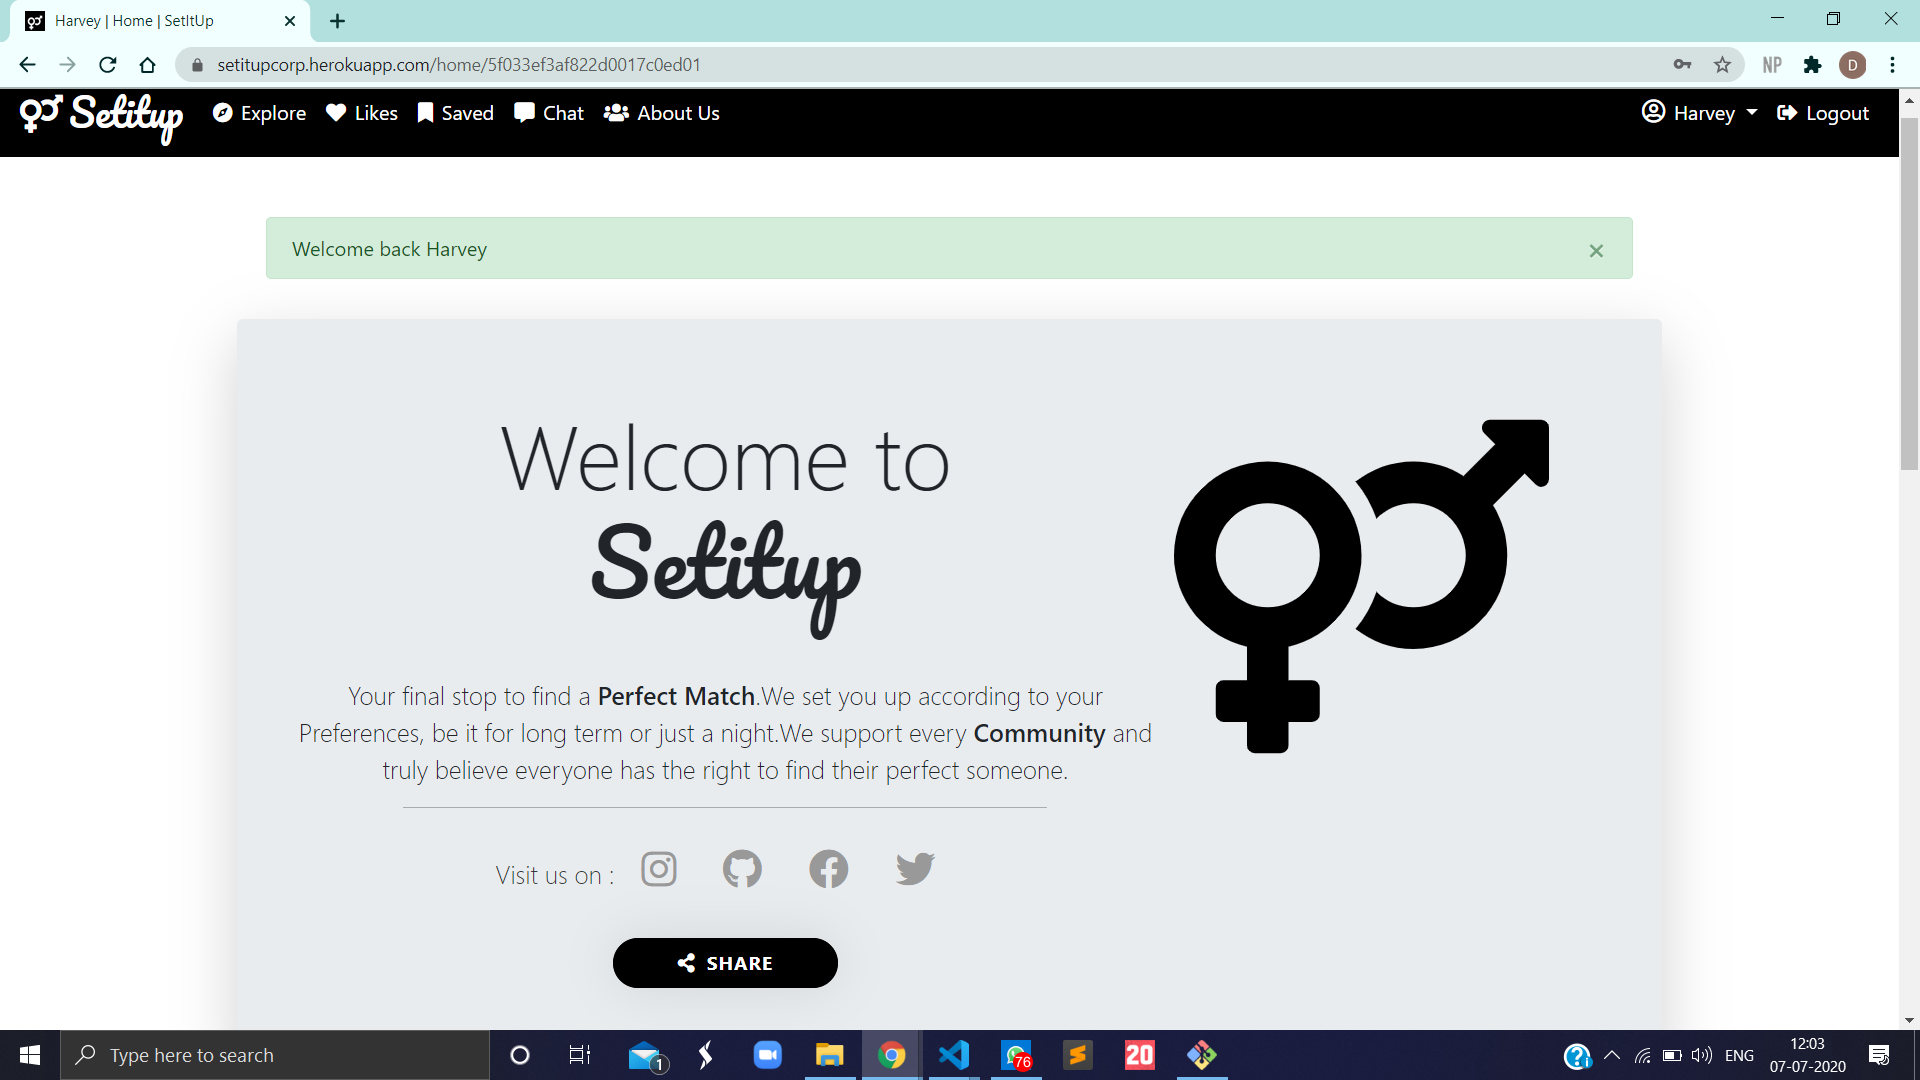 Harvey | Home | SetItUp
setitupcorp.herokuapp.com/home/5f033ef3af822d0017c0ed01
NP
D
Setitup Explore Likes Saved Chat About Us Harvey Logout
Welcome back Harvey
×
Welcome to
Setitup
Your final stop to find a Perfect Match.We set you up according to your
Preferences, be it for long term or just a night.We support every Community and
truly believe everyone has the right to find their perfect someone.
Visit us on :
SHARE
Type here to search
1
76
20
ENG
12:03
07-07-2020